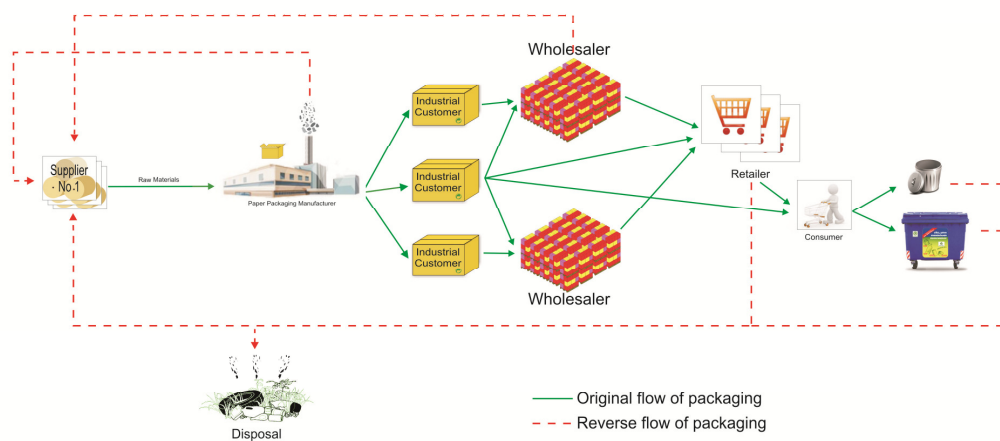 Wholesaler
Industrial
Customer
Supplier
- No 1
Raw Materials
Paper Packaging Manufacturer
Industrial
Customer
Retailer
Consumer
Industrial
Customer
Wholesaler
Disposal
Original flow of packaging
Reverse flow of packaging